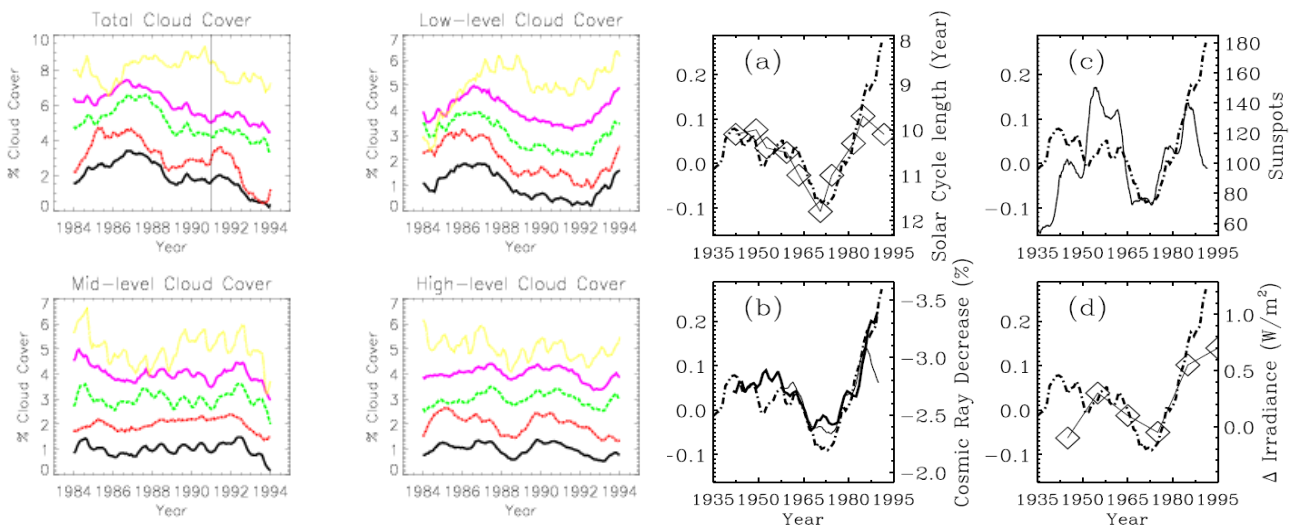 Total Cloud Cover
% Cloud Cover
10
8
6
4
2
0
1984 1986 1988 1990 1992 1994
Year
Low-level Cloud Cover
% Cloud Cover
7
6
5
4
3
2
1
0
1984 1986 1988 1990 1992 1994
Year
Mid-level Cloud Cover
% Cloud Cover
7
6
5
4
3
2
1
0
1984 1986 1988 1990 1992 1994
Year
High-level Cloud Cover
% Cloud Cover
7
6
5
4
3
2
1
0
1984 1986 1988 1990 1992 1994
Year
(a)
0.2
0.1
0.0
-0.1
8
9
10
11
12
Solar Cycle length (Year)
1935 1950 1965 1980 1995
(c)
0.2
0.1
0.0
-0.1
180
160
140
120
100
80
60
Sunspots
1935 1950 1965 1980 1995
(b)
0.2
0.1
0.0
-0.1
-3.5
-3.0
-2.5
-2.0
Cosmic Ray Decrease (%)
1935 1950 1965 1980 1995
Year
(d)
0.2
0.1
0.0
-0.1
1.0
0.5
0.0
Δ Irradiance (W/m²)
1935 1950 1965 1980 1995
Year